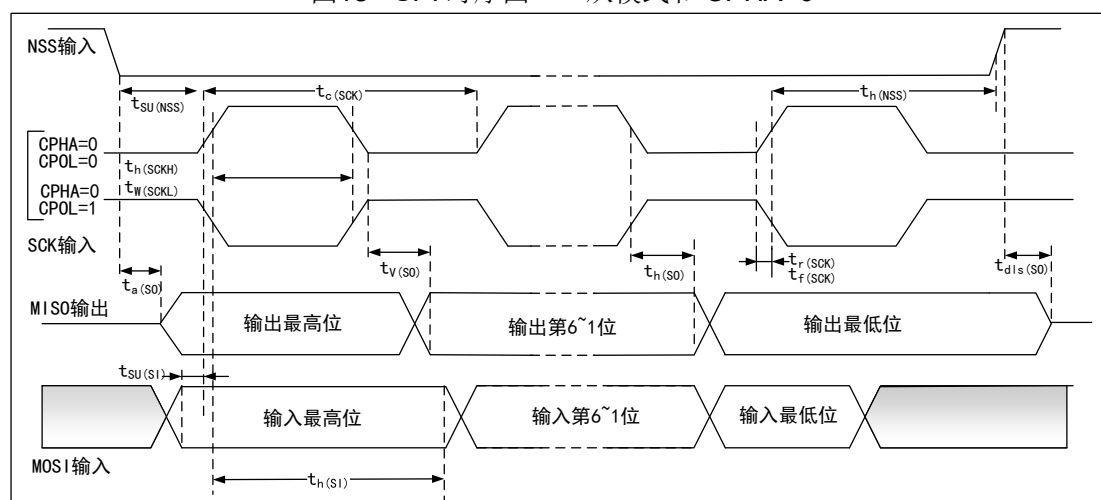 NSS输入
tSU(NSS)
tc(SCK)
th(NSS)
CPHA=0
CPOL=0
th(SCKH)
tW(SCKL)
CPHA=0
CPOL=1
SCK输入
ta(SO)
tV(SO)
th(SO)
tr(SCK)
tf(SCK)
tdis(SO)
MISO输出
输出最高位
输出第6~1位
输出最低位
tSU(SI)
输入最高位
输入第6~1位
输入最低位
MOSI输入
th(SI)